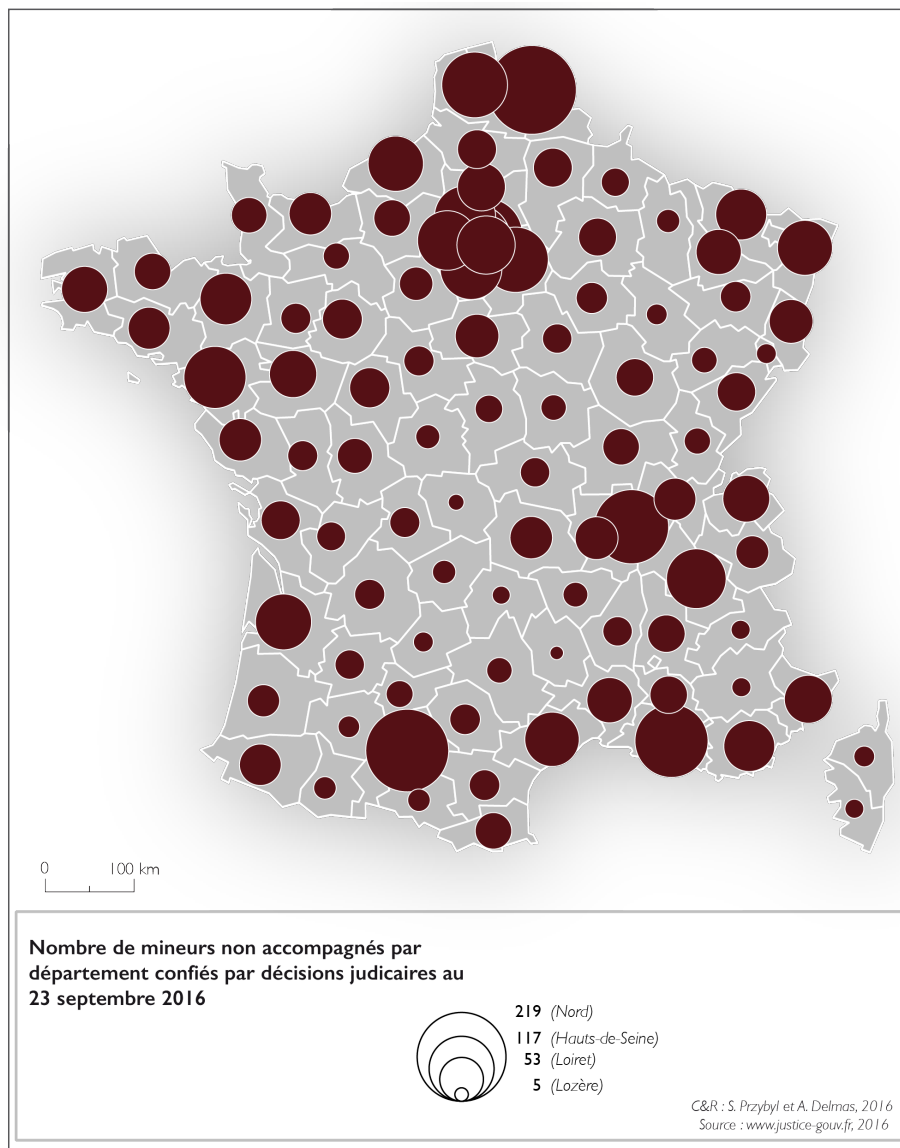 0 100 km
Nombre de mineurs non accompagnés par
département confiés par décisions judicaires au
23 septembre 2016
219 (Nord)
117 (Hauts-de-Seine)
53 (Loiret)
5 (Lozère)
C&R : S. Przybyl et A. Delmas, 2016
Source : www.justice-gouv.fr, 2016